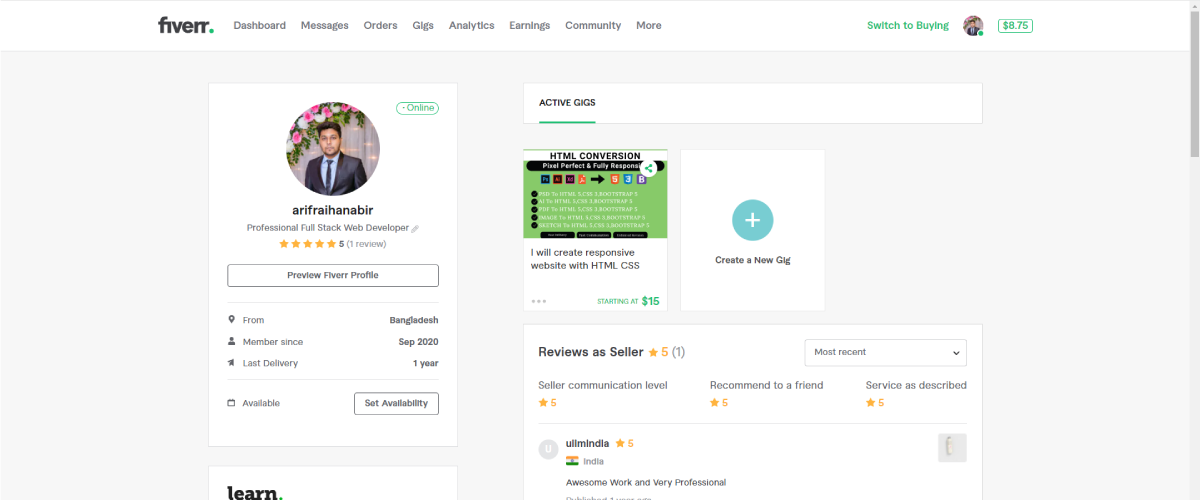 fiverr. Dashboard Messages Orders Gigs Analytics Earnings Community More Switch to Buying $8.75
Online
arifraihanabir
Professional Full Stack Web Developer
5 (1 review)
Preview Fiverr Profile
From Bangladesh
Member since Sep 2020
Last Delivery 1 year
Available Set Availability
learn.
ACTIVE GIGS
HTML CONVERSION
Pixel Perfect & Fully Responsi
PSD To HTML 5,CSS 3,BOOTSTRAP 5
AI To HTML 5,CSS 3,BOOTSTRAP 5
PDF To HTML 5,CSS 3,BOOTSTRAP 5
IMAGE To HTML 5,CSS 3,BOOTSTRAP 5
SKETCH To HTML 5,CSS 3,BOOTSTRAP 5
I will create responsive
website with HTML CSS
STARTING AT $15
Create a New Gig
Reviews as Seller 5 (1) Most recent
Seller communication level Recommend to a friend Service as described
5 5 5
U ulimindia 5
India
Awesome Work and Very Professional
Published 1 year ago